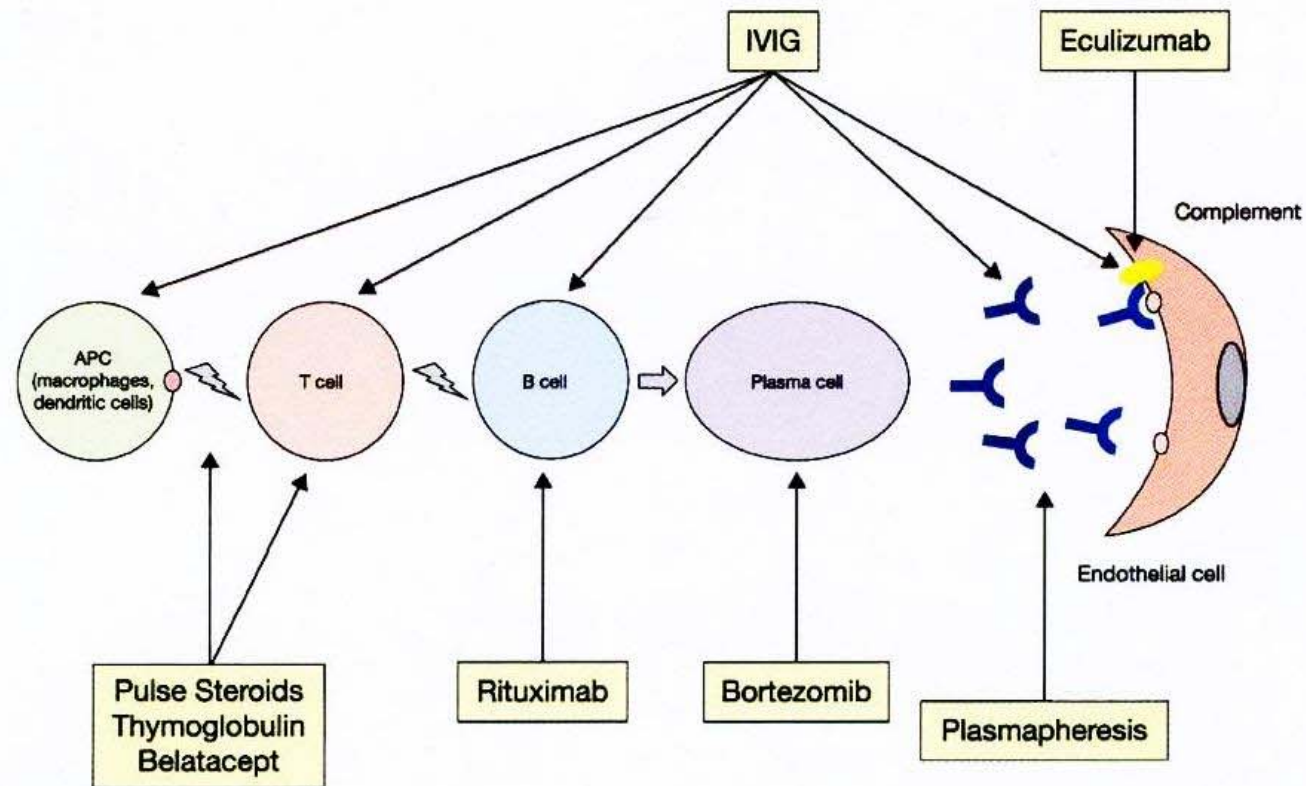 IVIG
Eculizumab
Complement
APC
(macrophages,
dendritic cells)
T cell
B cell
Plasma cell
Endothelial cell
Pulse Steroids
Thymoglobulin
Belatacept
Rituximab
Bortezomib
Plasmapheresis